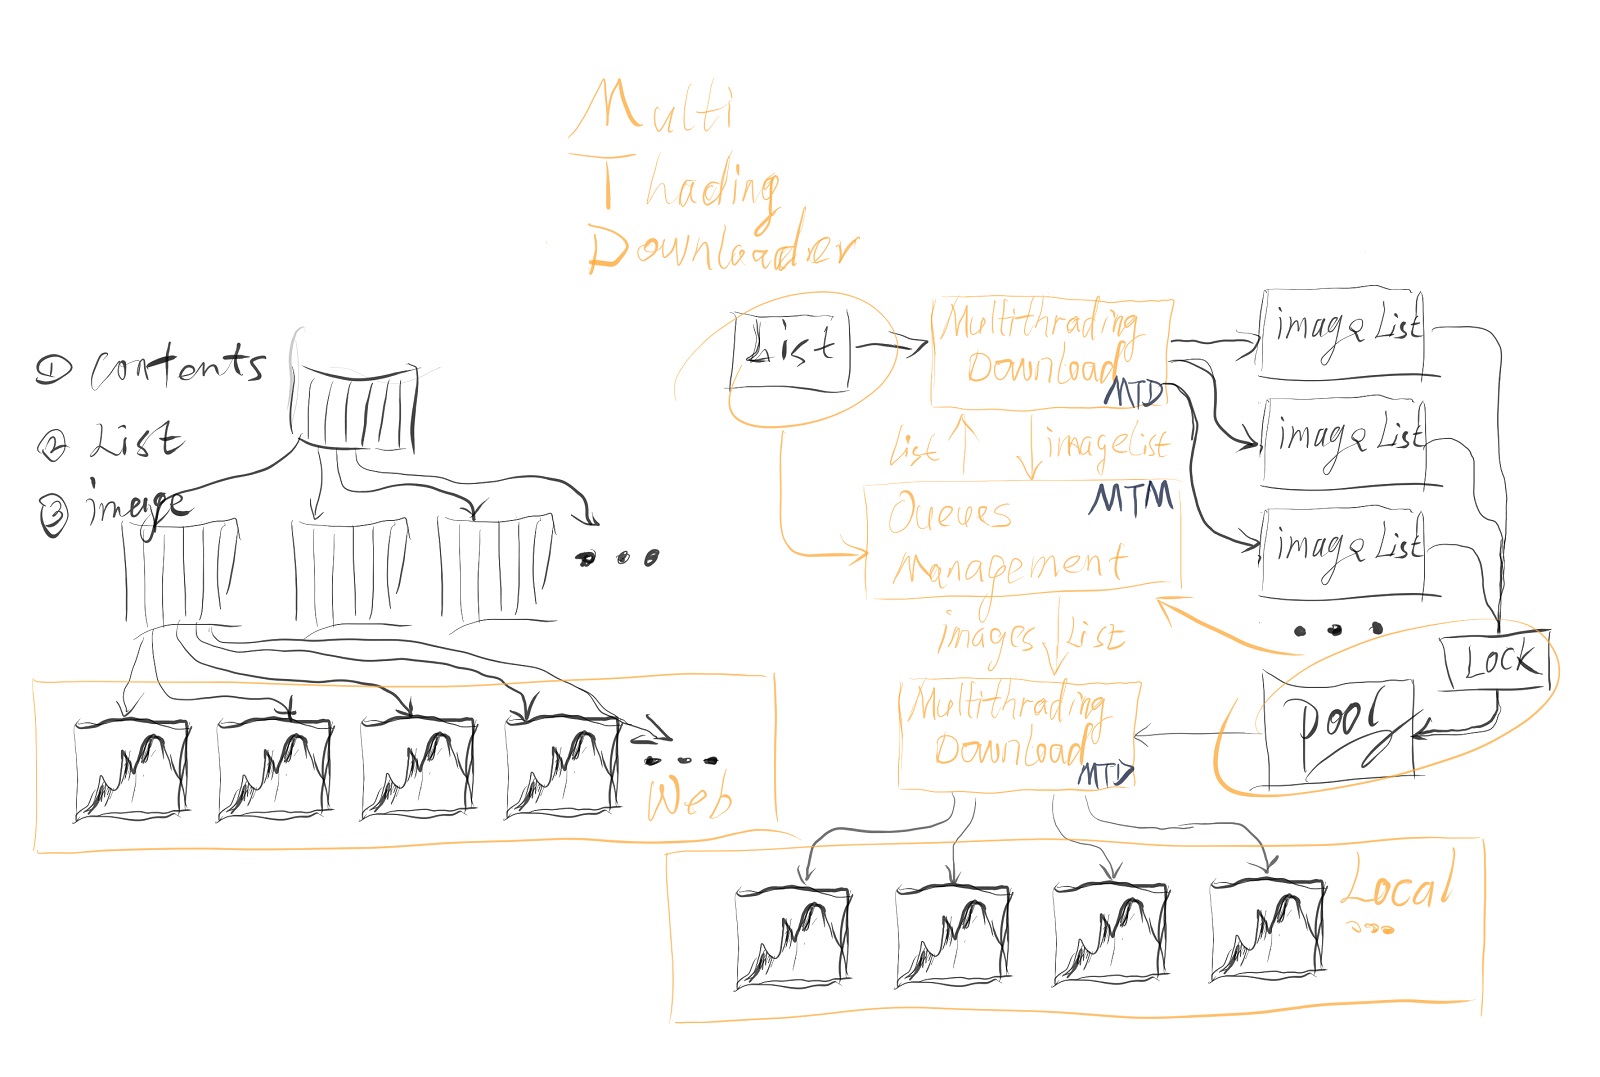 Multi
Thading
Downloader
① contents
② List
③ image
Web
List
Multithrading
Download
MTD
image List
image List
image List
list
imagelist
MTM
Queues
Management
images List
Lock
Pool
Multithrading
Download
MTD
Local